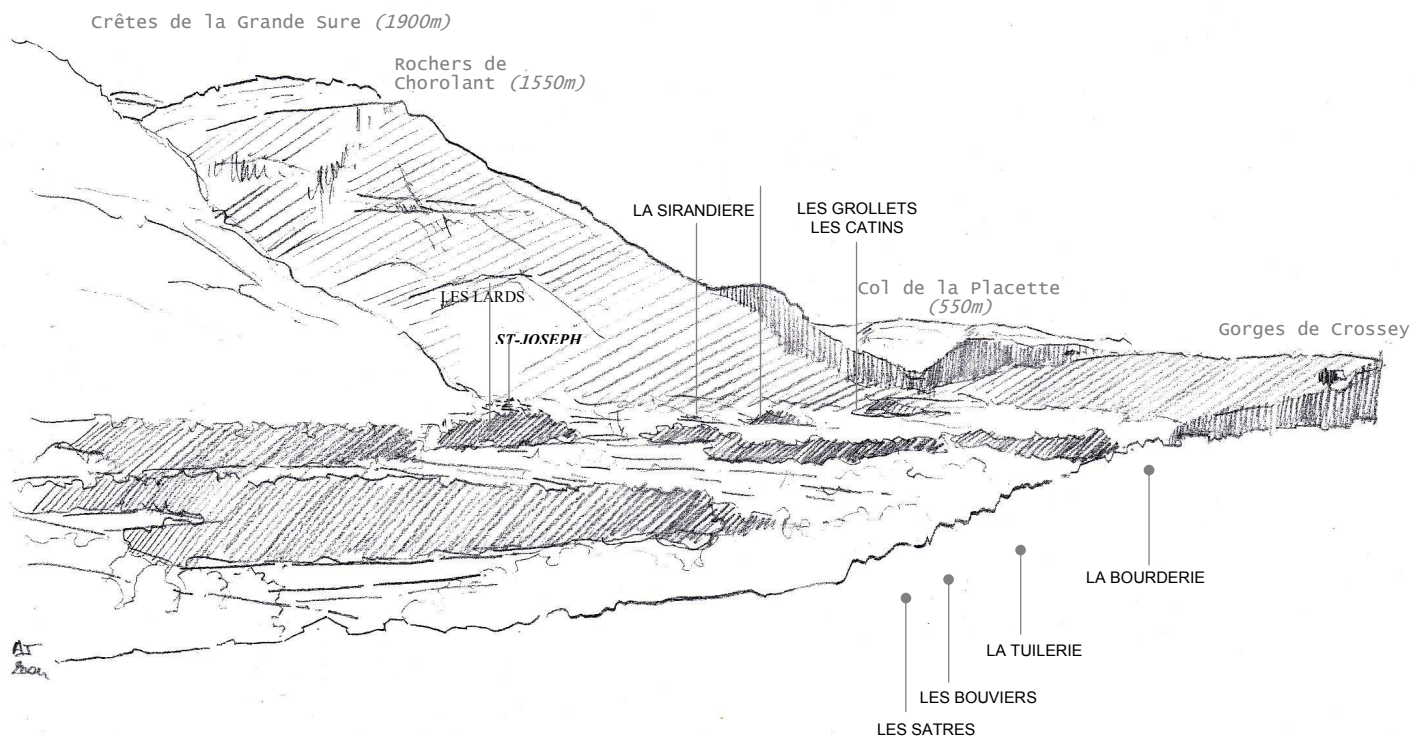 Crêtes de la Grande Sure (1900m)
Rochers de
Chorolant (1550m)
LA SIRANDIERE
LES GROLLETS
LES CATINS
Col de la Placette
(550m)
LES LARDS
ST-JOSEPH
Gorges de Crossey
LA BOURDERIE
LA TUILERIE
LES BOUVIERS
LES SATRES
AJ